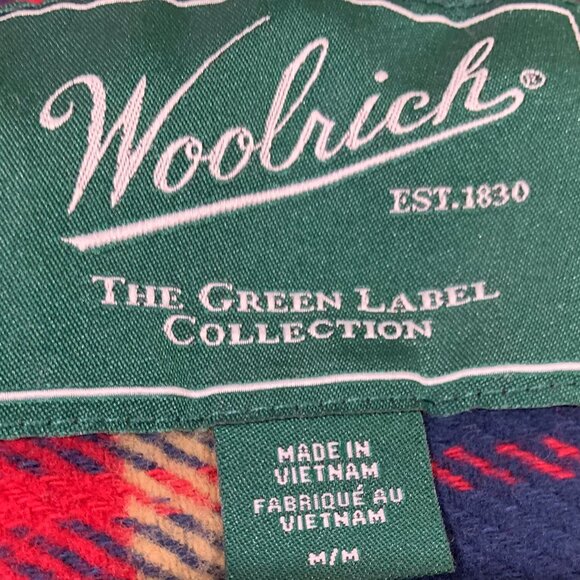 Woolrich®
EST.1830
THE GREEN LABEL
COLLECTION
MADE IN
VIETNAM
FABRIQUÉ AU
VIETNAM
M/M